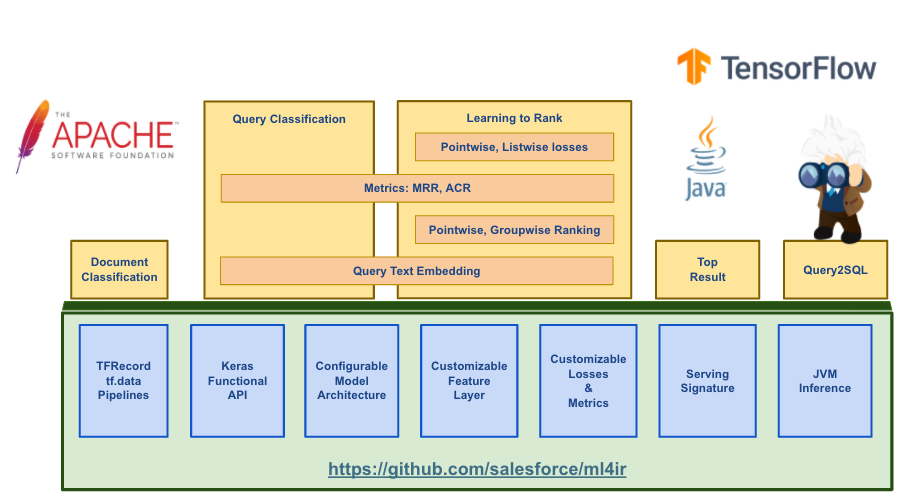 TensorFlow
THE
APACHE
SOFTWARE FOUNDATION
Java
Query Classification
Learning to Rank
Pointwise, Listwise losses
Metrics: MRR, ACR
Pointwise, Groupwise Ranking
Query Text Embedding
Document
Classification
Top
Result
Query2SQL
TFRecord
tf.data
Pipelines
Keras
Functional
API
Configurable
Model
Architecture
Customizable
Feature
Layer
Customizable
Losses
&
Metrics
Serving
Signature
JVM
Inference
https://github.com/salesforce/ml4ir